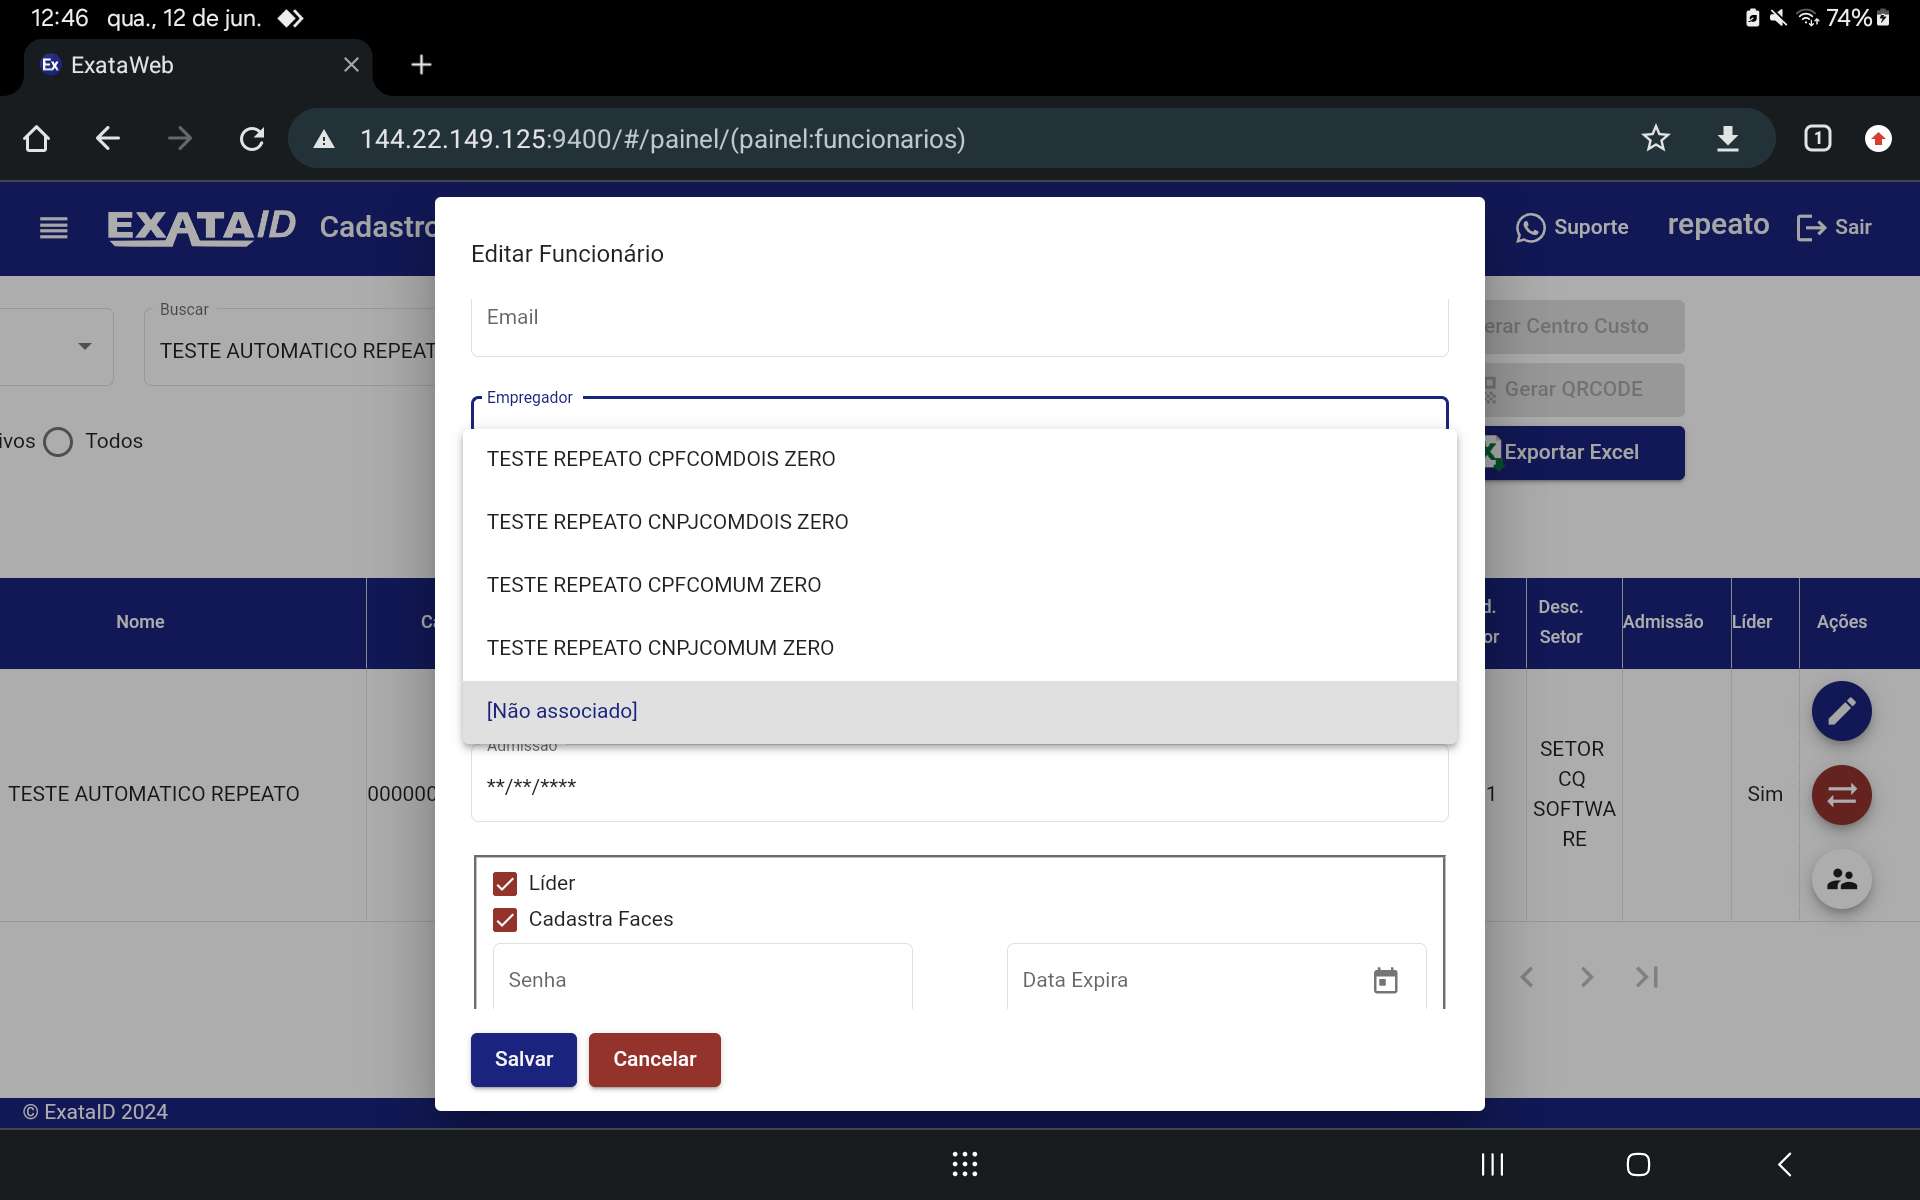 12:46 qua., 12 de jun. 74%
Ex ExataWeb
144.22.149.125:9400/#/painel/(painel:funcionarios) 1
EXATAID Cadastro Suporte repeato Sair
Editar Funcionário
Email
Buscar
TESTE AUTOMATICO REPEAT
erar Centro Custo
Gerar QRCODE
Exportar Excel
ivos Todos
Empregador
TESTE REPEATO CPFCOMDOIS ZERO
TESTE REPEATO CNPJCOMDOIS ZERO
TESTE REPEATO CPFCOMUM ZERO
TESTE REPEATO CNPJCOMUM ZERO
[Não associado]
Admissão
**/**/****
Nome Ca d. or Desc. Setor Admissão Líder Ações
TESTE AUTOMATICO REPEATO 000000 1 Sim
SETOR
CQ
SOFTWA
RE
Líder
Cadastra Faces
Senha Data Expira
Salvar Cancelar
© ExataID 2024